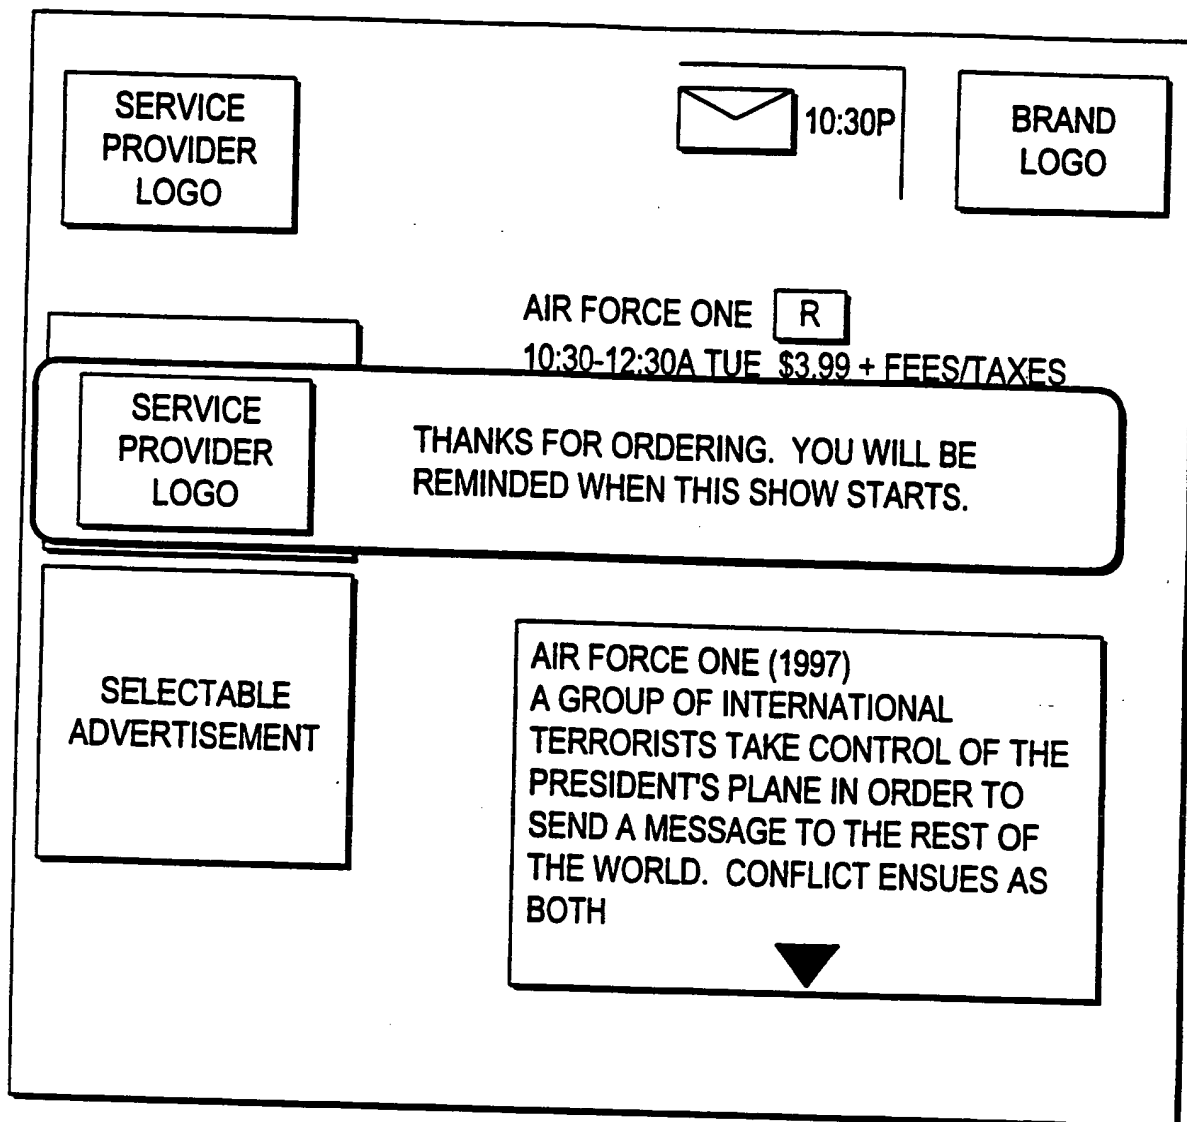 SERVICE
PROVIDER
LOGO
10:30P
BRAND
LOGO
AIR FORCE ONE R
10:30-12:30A TUE $3.99 + FEES/TAXES
SERVICE
PROVIDER
LOGO
THANKS FOR ORDERING. YOU WILL BE
REMINDED WHEN THIS SHOW STARTS.
SELECTABLE
ADVERTISEMENT
AIR FORCE ONE (1997)
A GROUP OF INTERNATIONAL
TERRORISTS TAKE CONTROL OF THE
PRESIDENT'S PLANE IN ORDER TO
SEND A MESSAGE TO THE REST OF
THE WORLD. CONFLICT ENSUES AS
BOTH